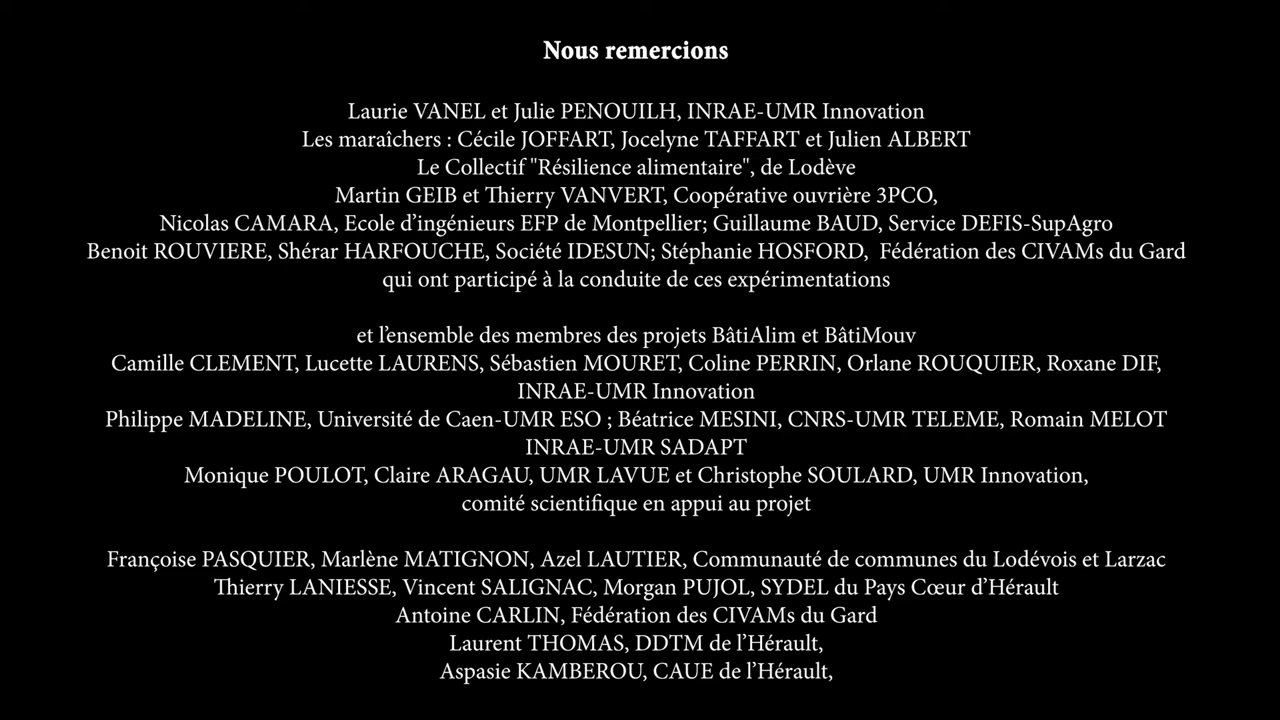 Nous remercions
Laurie VANEL et Julie PENOUILH, INRAE-UMR Innovation
Les maraîchers : Cécile JOFFART, Jocelyne TAFFART et Julien ALBERT
Le Collectif "Résilience alimentaire", de Lodève
Martin GEIB et Thierry VANVERT, Coopérative ouvrière 3PCO,
Nicolas CAMARA, Ecole d’ingénieurs EFP de Montpellier; Guillaume BAUD, Service DEFIS-SupAgro
Benoit ROUVIERE, Shérar HARFOUCHE, Société IDESUN; Stéphanie HOSFORD, Fédération des CIVAMs du Gard
qui ont participé à la conduite de ces expérimentations
et l’ensemble des membres des projets BâtiAlim et BâtiMouv
Camille CLEMENT, Lucette LAURENS, Sébastien MOURET, Coline PERRIN, Orlane ROUQUIER, Roxane DIF,
INRAE-UMR Innovation
Philippe MADELINE, Université de Caen-UMR ESO ; Béatrice MESINI, CNRS-UMR TELEME, Romain MELOT
INRAE-UMR SADAPT
Monique POULOT, Claire ARAGAU, UMR LAVUE et Christophe SOULARD, UMR Innovation,
comité scientifique en appui au projet
Françoise PASQUIER, Marlène MATIGNON, Azel LAUTIER, Communauté de communes du Lodévois et Larzac
Thierry LANIESSE, Vincent SALIGNAC, Morgan PUJOL, SYDEL du Pays Cœur d’Hérault
Antoine CARLIN, Fédération des CIVAMs du Gard
Laurent THOMAS, DDTM de l’Hérault,
Aspasie KAMBEROU, CAUE de l’Hérault,